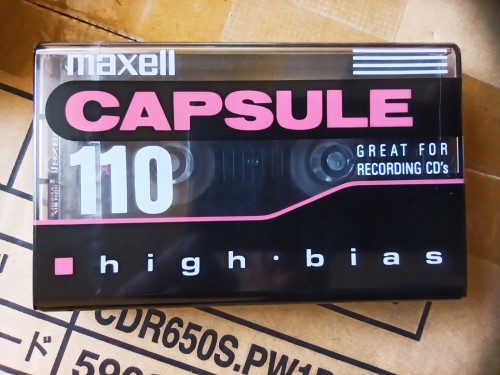 maxell
CAPSULE
110
GREAT FOR
RECORDING CD's
high·bias
CDR650S.PW1
ード